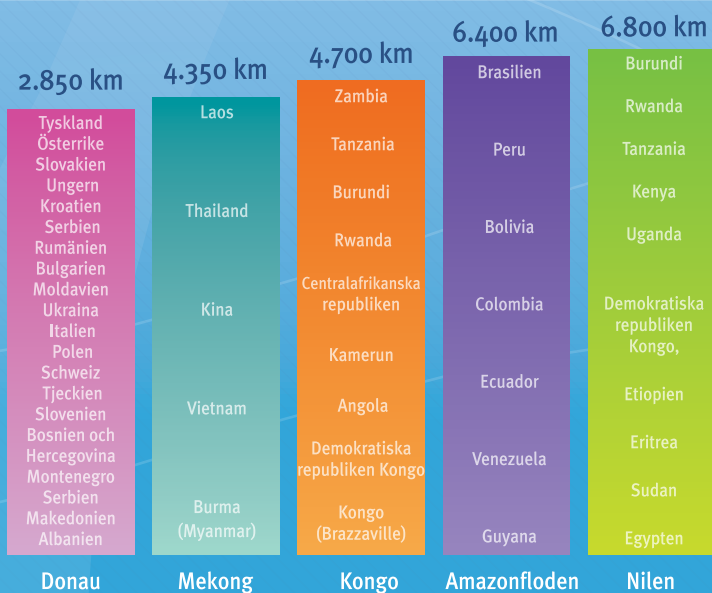 2.850 km
Tyskland
Österrike
Slovakien
Ungern
Kroatien
Serbien
Rumänien
Bulgarien
Moldavien
Ukraina
Italien
Polen
Schweiz
Tjeckien
Slovenien
Bosnien och
Hercegovina
Montenegro
Serbien
Makedonien
Albanien
Donau
4.350 km
Laos
Thailand
Kina
Vietnam
Burma
(Myanmar)
Mekong
4.700 km
Zambia
Tanzania
Burundi
Rwanda
Centralafrikanska
republiken
Kamerun
Angola
Demokratiska
republiken Kongo
Kongo
(Brazzaville)
Kongo
6.400 km
Brasilien
Peru
Bolivia
Colombia
Ecuador
Venezuela
Guyana
Amazonfloden
6.800 km
Burundi
Rwanda
Tanzania
Kenya
Uganda
Demokratiska
republiken
Kongo,
Etiopien
Eritrea
Sudan
Egypten
Nilen